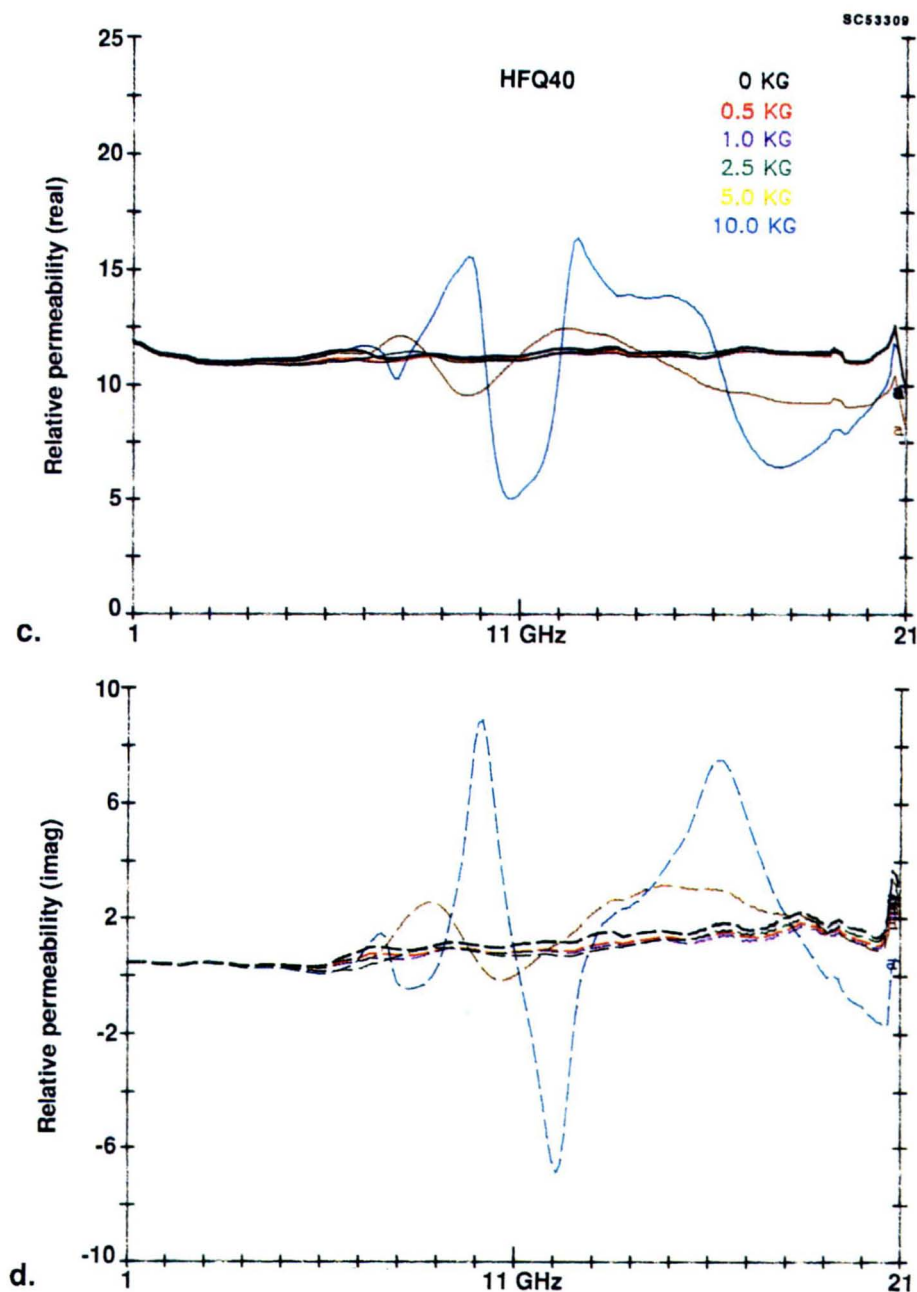 SC53309
HFQ40
0 KG
0.5 KG
1.0 KG
2.5 KG
5.0 KG
10.0 KG
Relative permeability (real)
25
20
15
10
5
0
a
c.
1
11 GHz
21
Relative permeability (imag)
10
6
2
-2
-6
-10
a
d.
1
11 GHz
21